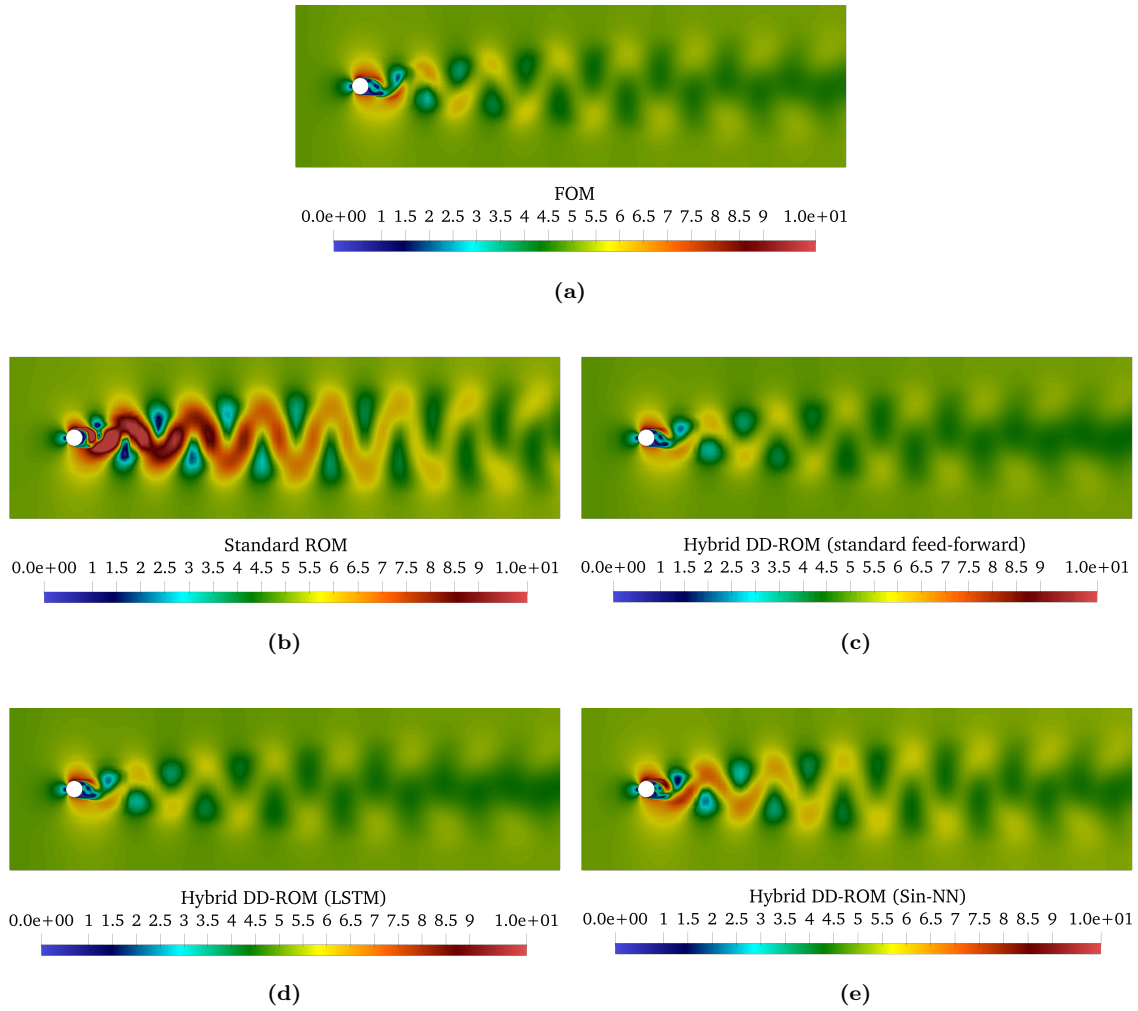 FOM
0.0e+00 1 1.5 2 2.5 3 3.5 4 4.5 5 5.5 6 6.5 7 7.5 8 8.5 9 1.0e+01
(a)
Standard ROM
0.0e+00 1 1.5 2 2.5 3 3.5 4 4.5 5 5.5 6 6.5 7 7.5 8 8.5 9 1.0e+01
(b)
Hybrid DD-ROM (standard feed-forward)
0.0e+00 1 1.5 2 2.5 3 3.5 4 4.5 5 5.5 6 6.5 7 7.5 8 8.5 9 1.0e+01
(c)
Hybrid DD-ROM (LSTM)
0.0e+00 1 1.5 2 2.5 3 3.5 4 4.5 5 5.5 6 6.5 7 7.5 8 8.5 9 1.0e+01
(d)
Hybrid DD-ROM (Sin-NN)
0.0e+00 1 1.5 2 2.5 3 3.5 4 4.5 5 5.5 6 6.5 7 7.5 8 8.5 9 1.0e+01
(e)